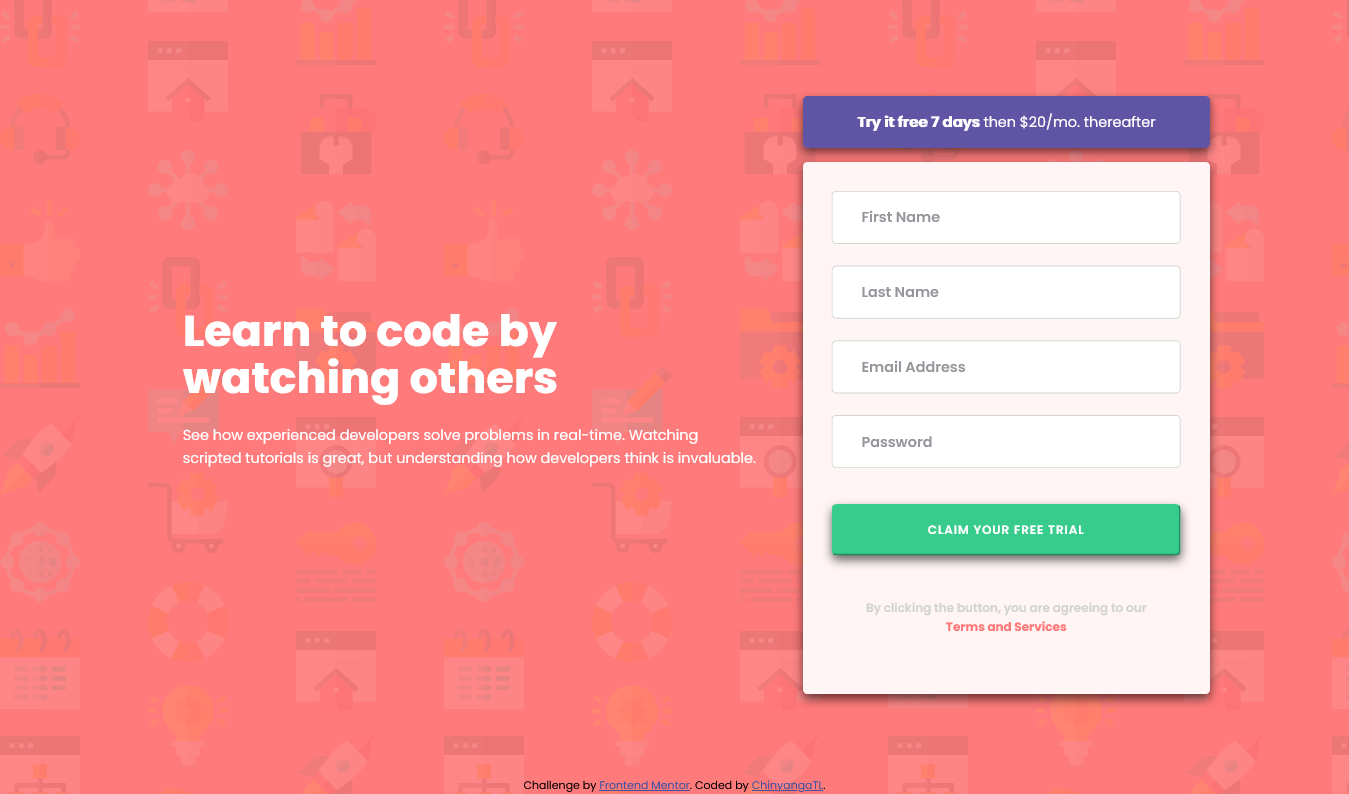 Learn to code by
watching others
See how experienced developers solve problems in real-time. Watching
scripted tutorials is great, but understanding how developers think is invaluable.
Try it free 7 days then $20/mo. thereafter
First Name
Last Name
Email Address
Password
CLAIM YOUR FREE TRIAL
By clicking the button, you are agreeing to our
Terms and Services
Challenge by Frontend Mentor. Coded by ChinyangaTL.